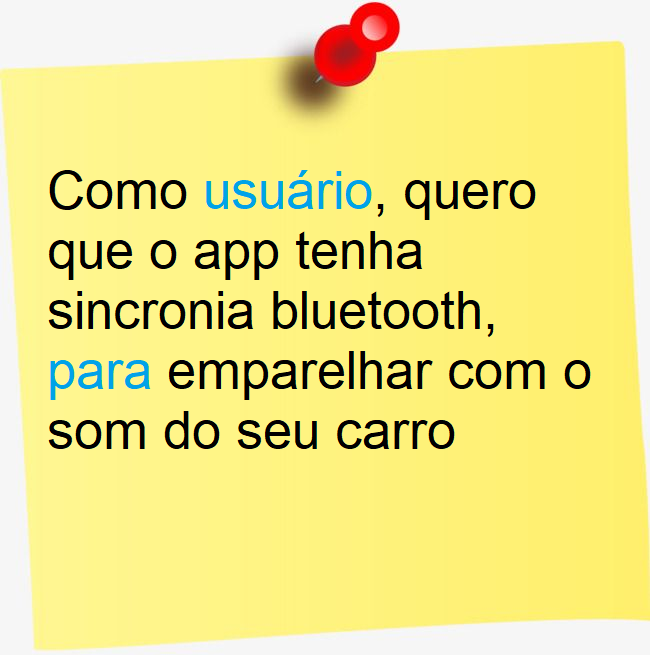 Como usuário, quero
que o app tenha
sincronia bluetooth,
para emparelhar com o
som do seu carro